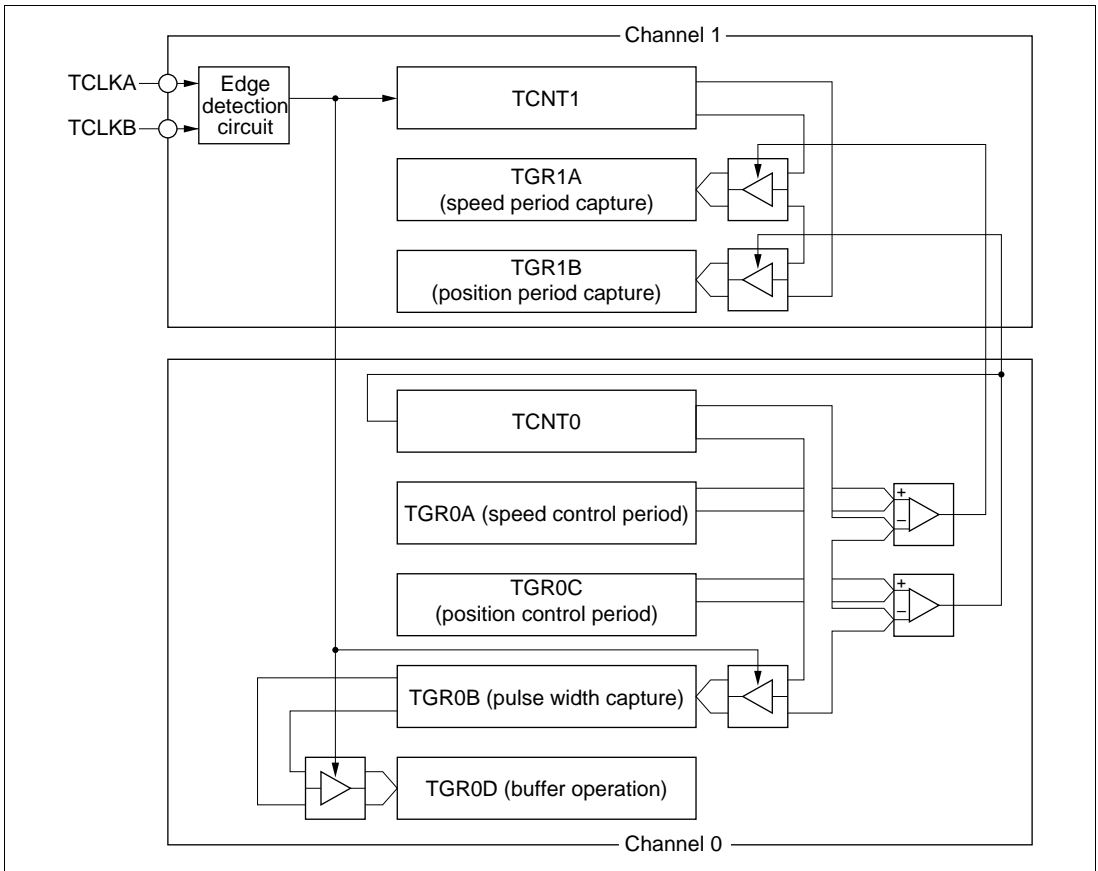 Channel 1
TCLKA
TCLKB
Edge
detection
circuit
TCNT1
TGR1A
(speed period capture)
TGR1B
(position period capture)
TCNT0
TGR0A (speed control period)
+
−
TGR0C
(position control period)
+
−
TGR0B (pulse width capture)
TGR0D (buffer operation)
Channel 0